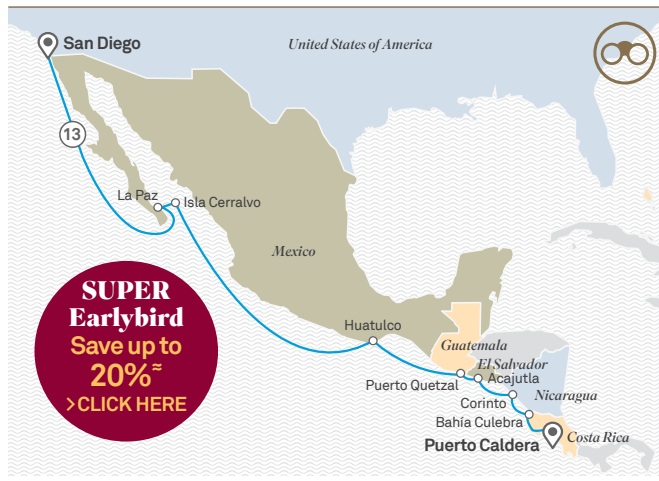 San Diego
United States of America
13
La Paz
Isla Cerralvo
Mexico
SUPER
Earlybird
Save up to
20%≈
>CLICK HERE
Huatulco
Guatemala
El Salvador
Puerto Quetzal
Acajutla
Nicaragua
Corinto
Bahía Culebra
Puerto Caldera
Costa Rica